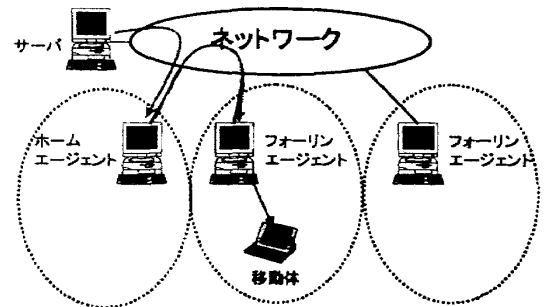 ネットワーク
サーバ
ホーム
エージェント
フォーリン
エージェント
フォーリン
エージェント
移動体